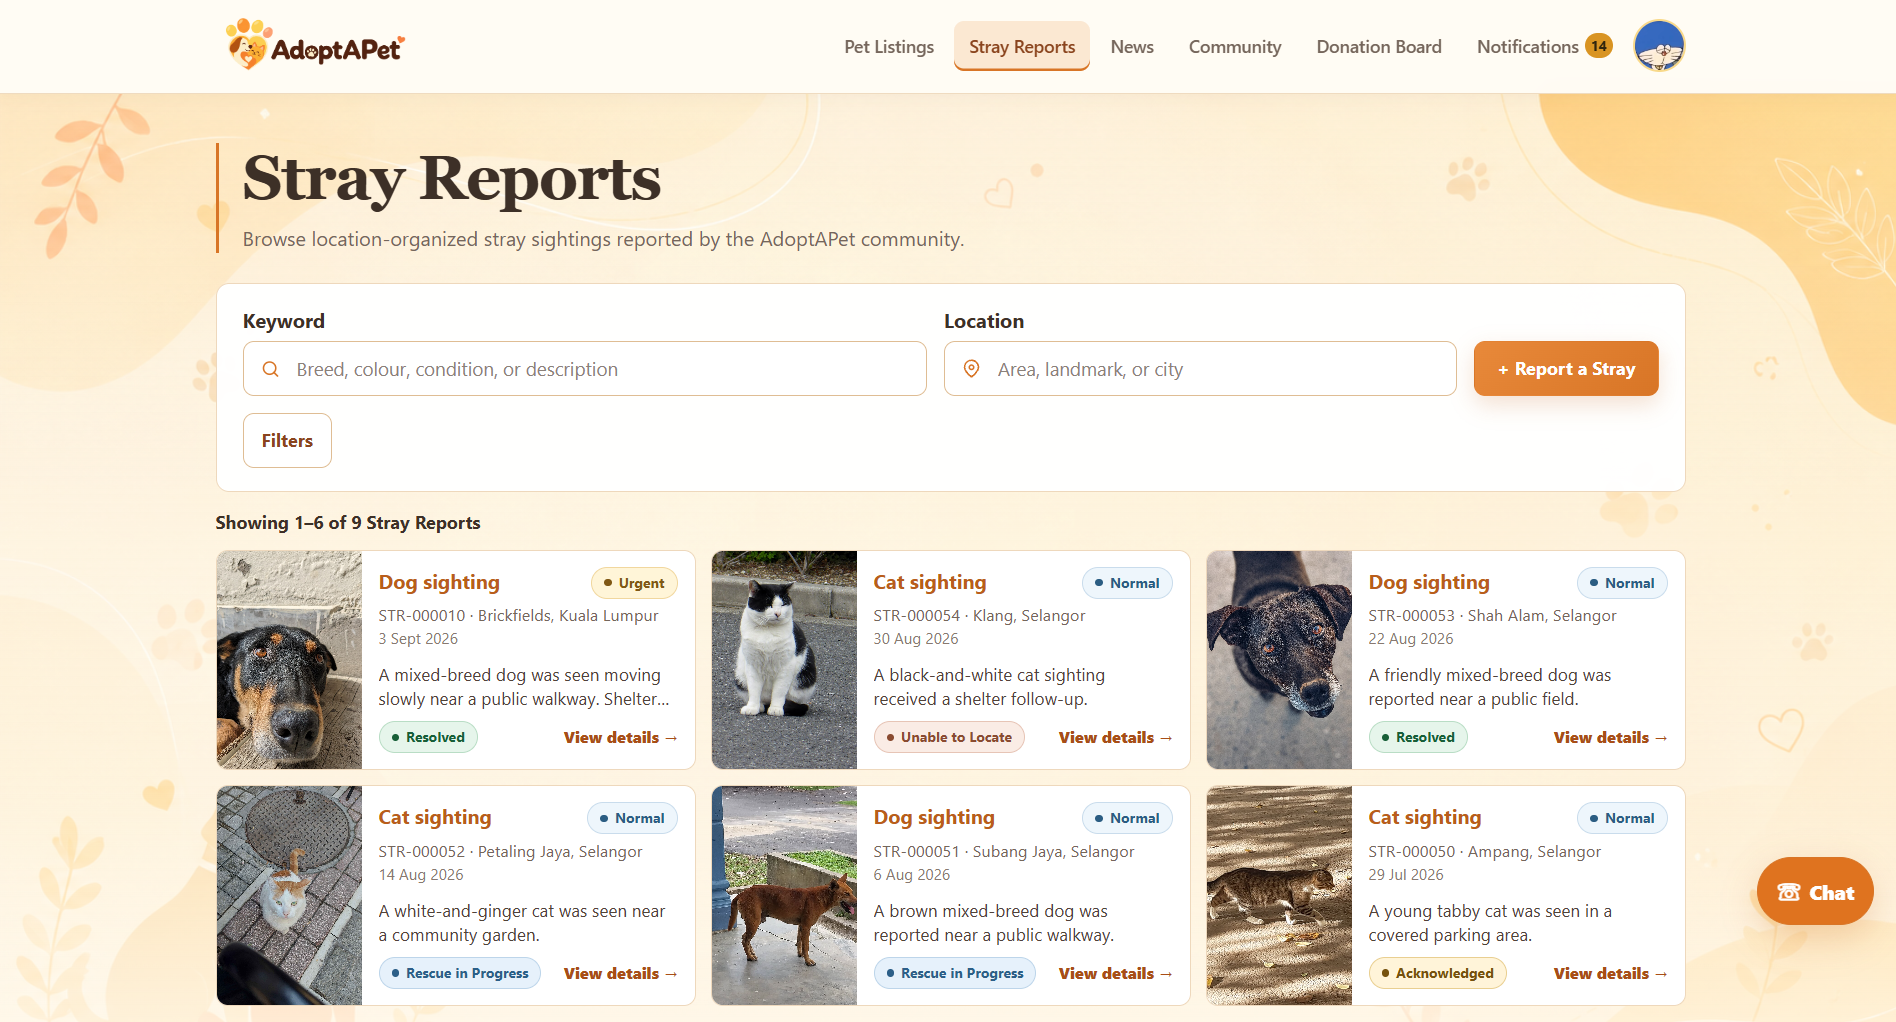 AdoptAPet
Pet Listings
Stray Reports
News
Community
Donation Board
Notifications 14
Stray Reports
Browse location-organized stray sightings reported by the AdoptAPet community.
Keyword
Location
Breed, colour, condition, or description
Area, landmark, or city
+ Report a Stray
Filters
Showing 1–6 of 9 Stray Reports
Dog sighting
Urgent
STR-000010 · Brickfields, Kuala Lumpur
3 Sept 2026
A mixed-breed dog was seen moving
slowly near a public walkway. Shelter...
Resolved
View details →
Cat sighting
Normal
STR-000054 · Klang, Selangor
30 Aug 2026
A black-and-white cat sighting
received a shelter follow-up.
Unable to Locate
View details →
Dog sighting
Normal
STR-000053 · Shah Alam, Selangor
22 Aug 2026
A friendly mixed-breed dog was
reported near a public field.
Resolved
View details →
Cat sighting
Normal
STR-000052 · Petaling Jaya, Selangor
14 Aug 2026
A white-and-ginger cat was seen near
a community garden.
Rescue in Progress
View details →
Dog sighting
Normal
STR-000051 · Subang Jaya, Selangor
6 Aug 2026
A brown mixed-breed dog was
reported near a public walkway.
Rescue in Progress
View details →
Cat sighting
Normal
STR-000050 · Ampang, Selangor
29 Jul 2026
A young tabby cat was seen in a
covered parking area.
Acknowledged
View details →
☎ Chat